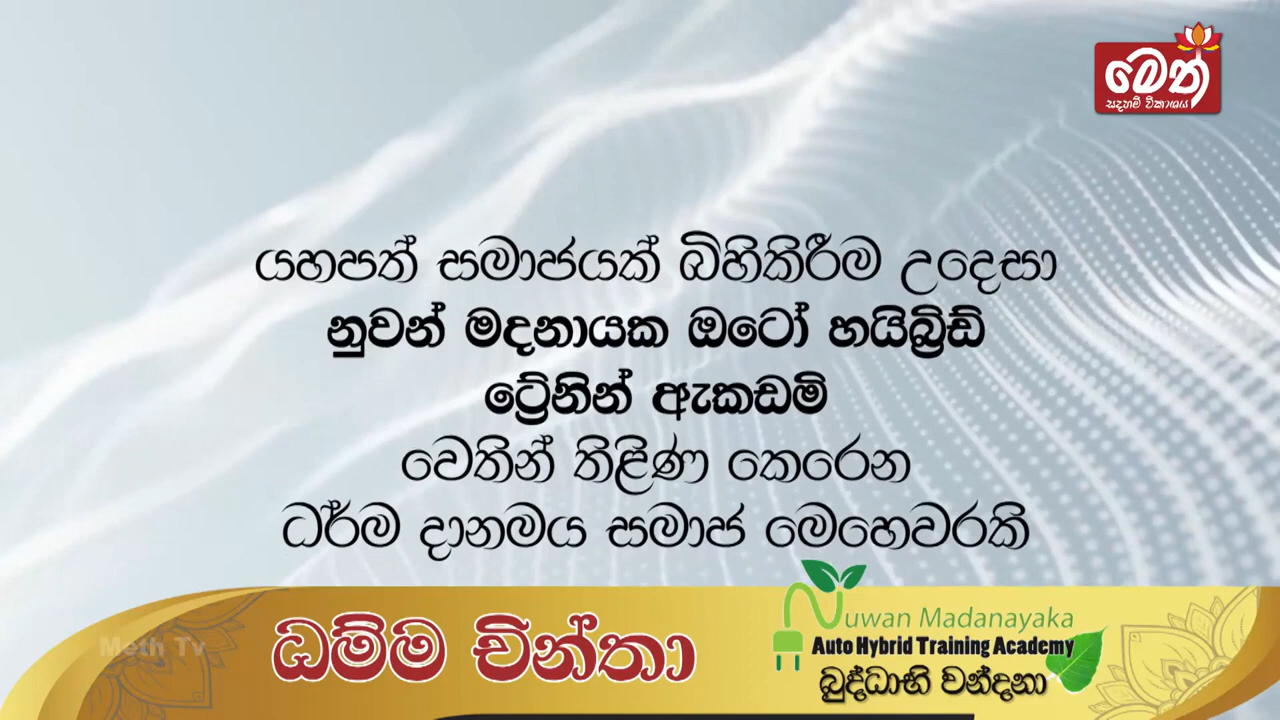 මෙත්
සදහම් විකාශය
යහපත් සමාජයක් බිහිකිරීම උදෙසා
නුවන් මදනායක ඔටෝ හයිබ්‍රිඩ්
ට්‍රේනින් ඇකඩමි
වෙතින් තිළිණ කෙරෙන
ධර්ම දානමය සමාජ මෙහෙවරකි
Meth Tv
ධම්ම චින්තා
Nuwan Madanayaka
Auto Hybrid Training Academy
බුද්ධාභි වන්දනා